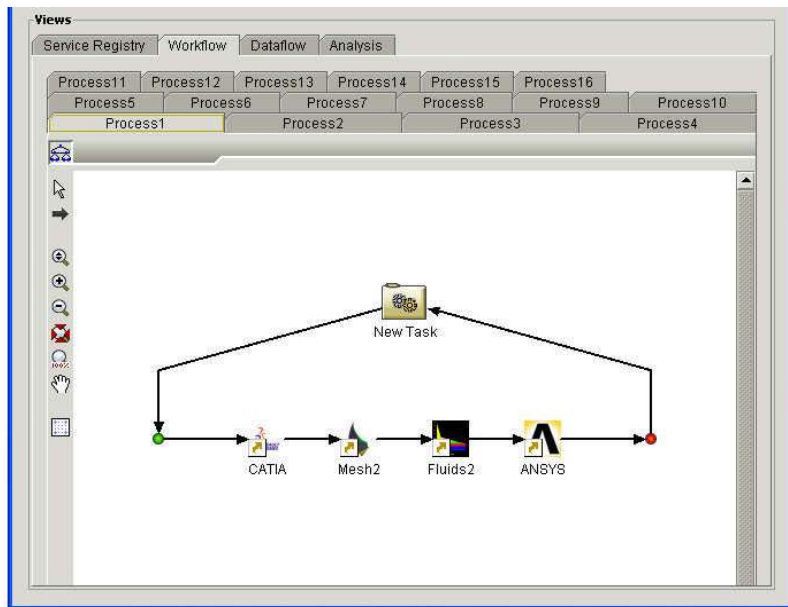 Views
Service Registry Workflow Dataflow Analysis
Process11 Process12 Process13 Process14 Process15 Process16
Process5 Process6 Process7 Process8 Process9 Process10
Process1 Process2 Process3 Process4
New Task
100%
CATIA Mesh2 Fluids2 ANSYS